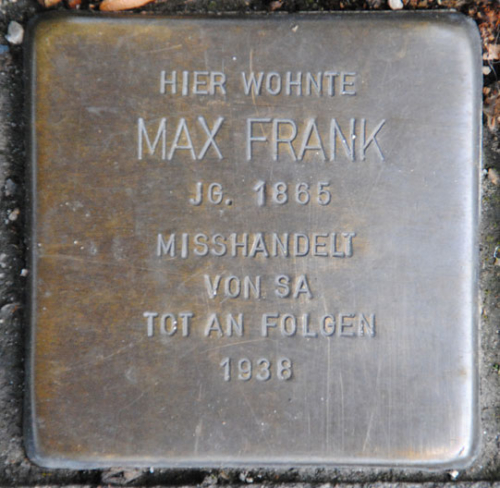 HIER WOHNTE
MAX FRANK
JG. 1865
MISSHANDELT
VON SA
TOT AN FOLGEN
1938